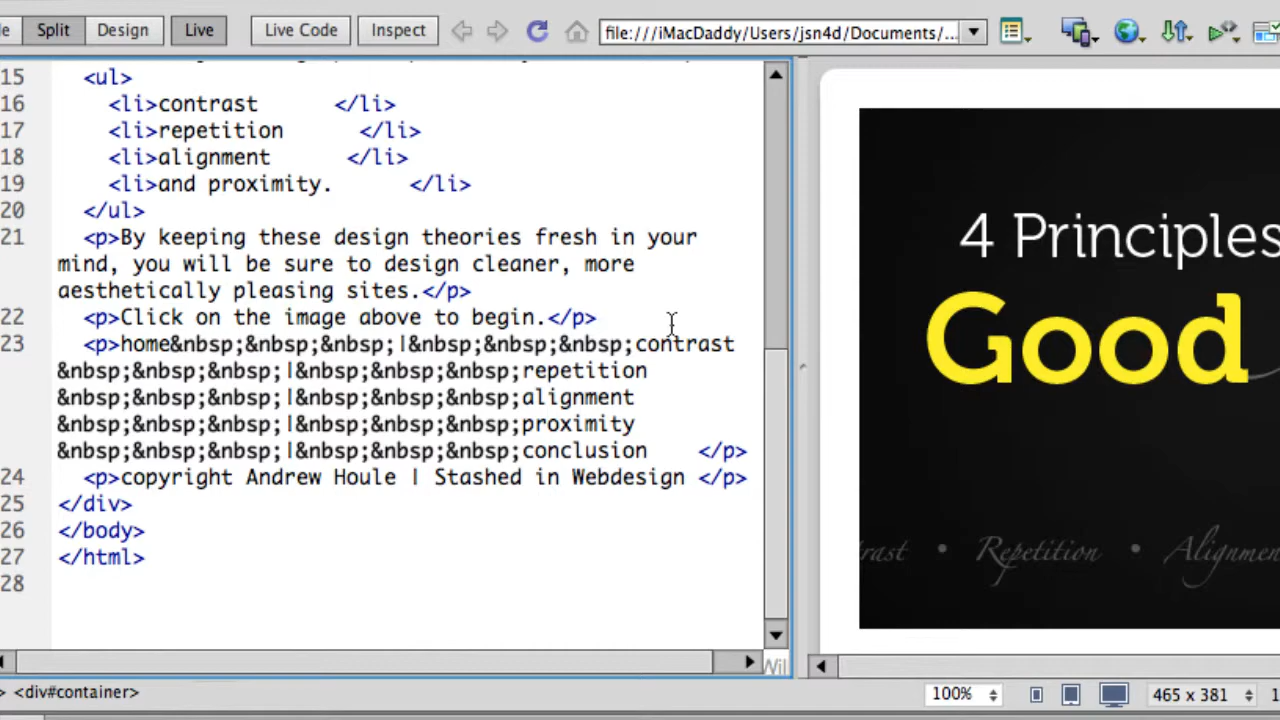 Split Design Live Live Code Inspect file:///iMacDaddy/Users/jsn4d/Documents/...
15 <ul>
16 <li>contrast </li>
17 <li>repetition </li>
18 <li>alignment </li>
19 <li>and proximity. </li>
20 </ul>
21 <p>By keeping these design theories fresh in your
mind, you will be sure to design cleaner, more
aesthetically pleasing sites.</p>
22 <p>Click on the image above to begin.</p>
23 <p>home&nbsp;&nbsp;&nbsp;|&nbsp;&nbsp;&nbsp;contrast
&nbsp;&nbsp;&nbsp;|&nbsp;&nbsp;&nbsp;repetition
&nbsp;&nbsp;&nbsp;|&nbsp;&nbsp;&nbsp;alignment
&nbsp;&nbsp;&nbsp;|&nbsp;&nbsp;&nbsp;proximity
&nbsp;&nbsp;&nbsp;|&nbsp;&nbsp;&nbsp;conclusion </p>
24 <p>copyright Andrew Houle | Stashed in Webdesign </p>
25 </div>
26 </body>
27 </html>
28
4 Principles
Good
• Repetition •
> <div#container>
100% 465 x 381